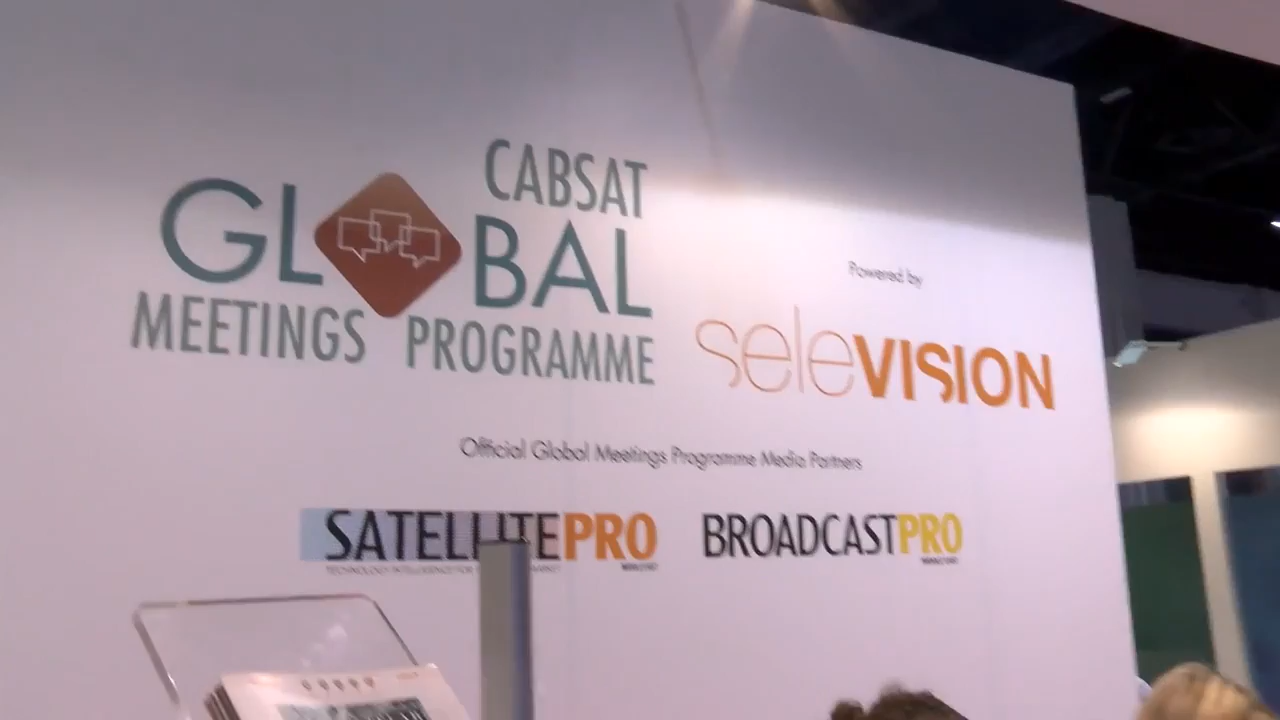 CABSAT
GLOBAL
MEETINGS PROGRAMME
Powered by
seleVISION
Official Global Meetings Programme Media Partners
SATELLITEPRO
BROADCASTPRO